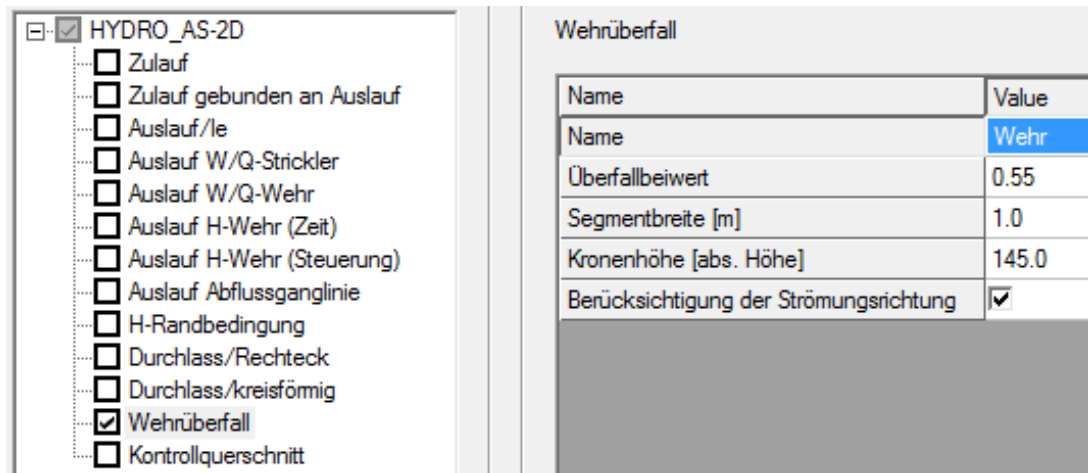 HYDRO_AS-2D
Zulauf
Zulauf gebunden an Auslauf
Auslauf/le
Auslauf W/Q-Strickler
Auslauf W/Q-Wehr
Auslauf H-Wehr (Zeit)
Auslauf H-Wehr (Steuerung)
Auslauf Abflussganglinie
H-Randbedingung
Durchlass/Rechteck
Durchlass/kreisförmig
Wehrüberfall
Kontrollquerschnitt
Wehrüberfall
Name Value
Name Wehr
Überfallbeiwert 0.55
Segmentbreite [m] 1.0
Kronenhöhe [abs. Höhe] 145.0
Berücksichtigung der Strömungsrichtung